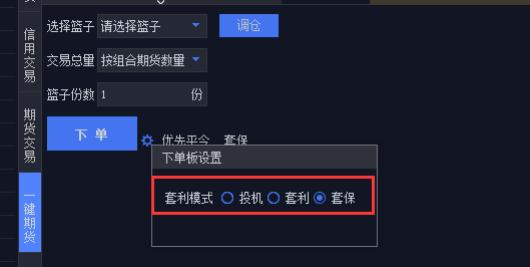 信用交易
期货交易
一键期货
选择篮子 请选择篮子 调仓
交易总量 按组合期货数量
篮子份数 1 份
下单 优先平今 套保
下单板设置
套利模式 投机 套利 套保